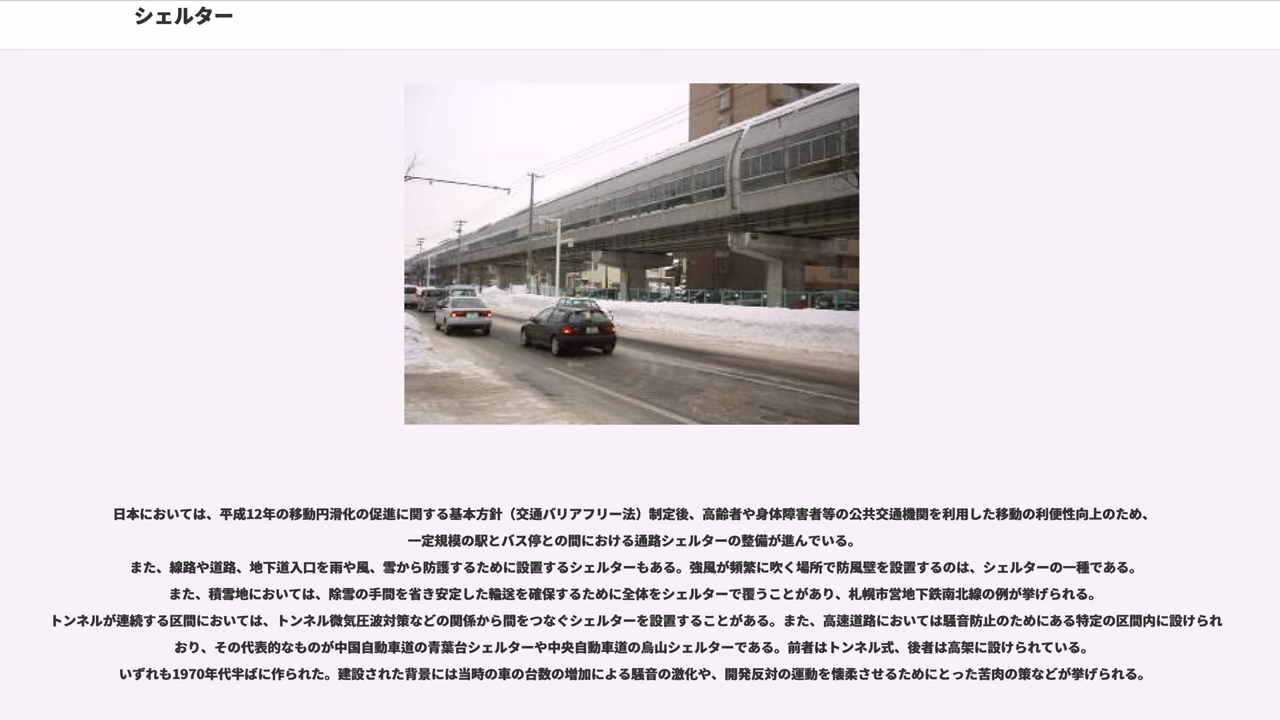 シェルター
日本においては、平成12年の移動円滑化の促進に関する基本方針（交通バリアフリー法）制定後、高齢者や身体障害者等の公共交通機関を利用した移動の利便性向上のため、
一定規模の駅とバス停との間における通路シェルターの整備が進んでいる。
また、線路や道路、地下道入口を雨や風、雪から防護するために設置するシェルターもある。強風が頻繁に吹く場所で防風壁を設置するのは、シェルターの一種である。
また、積雪地においては、除雪の手間を省き安定した輸送を確保するために全体をシェルターで覆うことがあり、札幌市営地下鉄南北線の例が挙げられる。
トンネルが連続する区間においては、トンネル微気圧波対策などの関係から間をつなぐシェルターを設置することがある。また、高速道路においては騒音防止のためにある特定の区間内に設けられ
おり、その代表的なものが中国自動車道の青葉台シェルターや中央自動車道の烏山シェルターである。前者はトンネル式、後者は高架に設けられている。
いずれも1970年代半ばに作られた。建設された背景には当時の車の台数の増加による騒音の激化や、開発反対の運動を懐柔させるためにとった苦肉の策などが挙げられる。